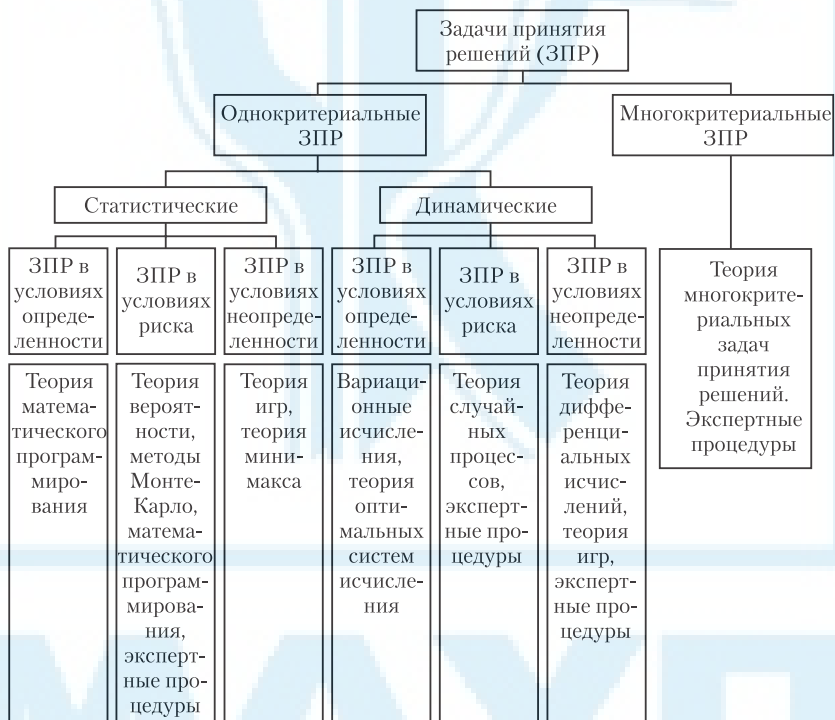 Задачи принятия
решений (ЗПР)
Однокритериальные
ЗПР
Многокритериальные
ЗПР
Статистические
Динамические
ЗПР в
условиях
опреде-
ленности
ЗПР в
условиях
риска
ЗПР в
условиях
неопреде-
ленности
ЗПР в
условиях
опреде-
ленности
ЗПР в
условиях
риска
ЗПР в
условиях
неопреде-
ленности
Теория
многокрите-
риальных
задач
принятия
решений.
Экспертные
процедуры
Теория
матема-
тического
програм-
миро-
вания
Теория
вероят-
ности,
методы
Монте-
Карло,
матема-
тического
програм-
мирова-
ния,
эксперт-
ные про-
цедуры
Теория
игр,
теория
мини-
макса
Вариаци-
онные
исчисле-
ния,
теория
опти-
мальных
систем
исчисле-
ния
Теория
случай-
ных
процес-
сов,
эксперт-
ные про-
цедуры
Теория
диффе-
ренци-
альных
исчис-
лений,
теория
игр,
эксперт-
ные про-
цедуры